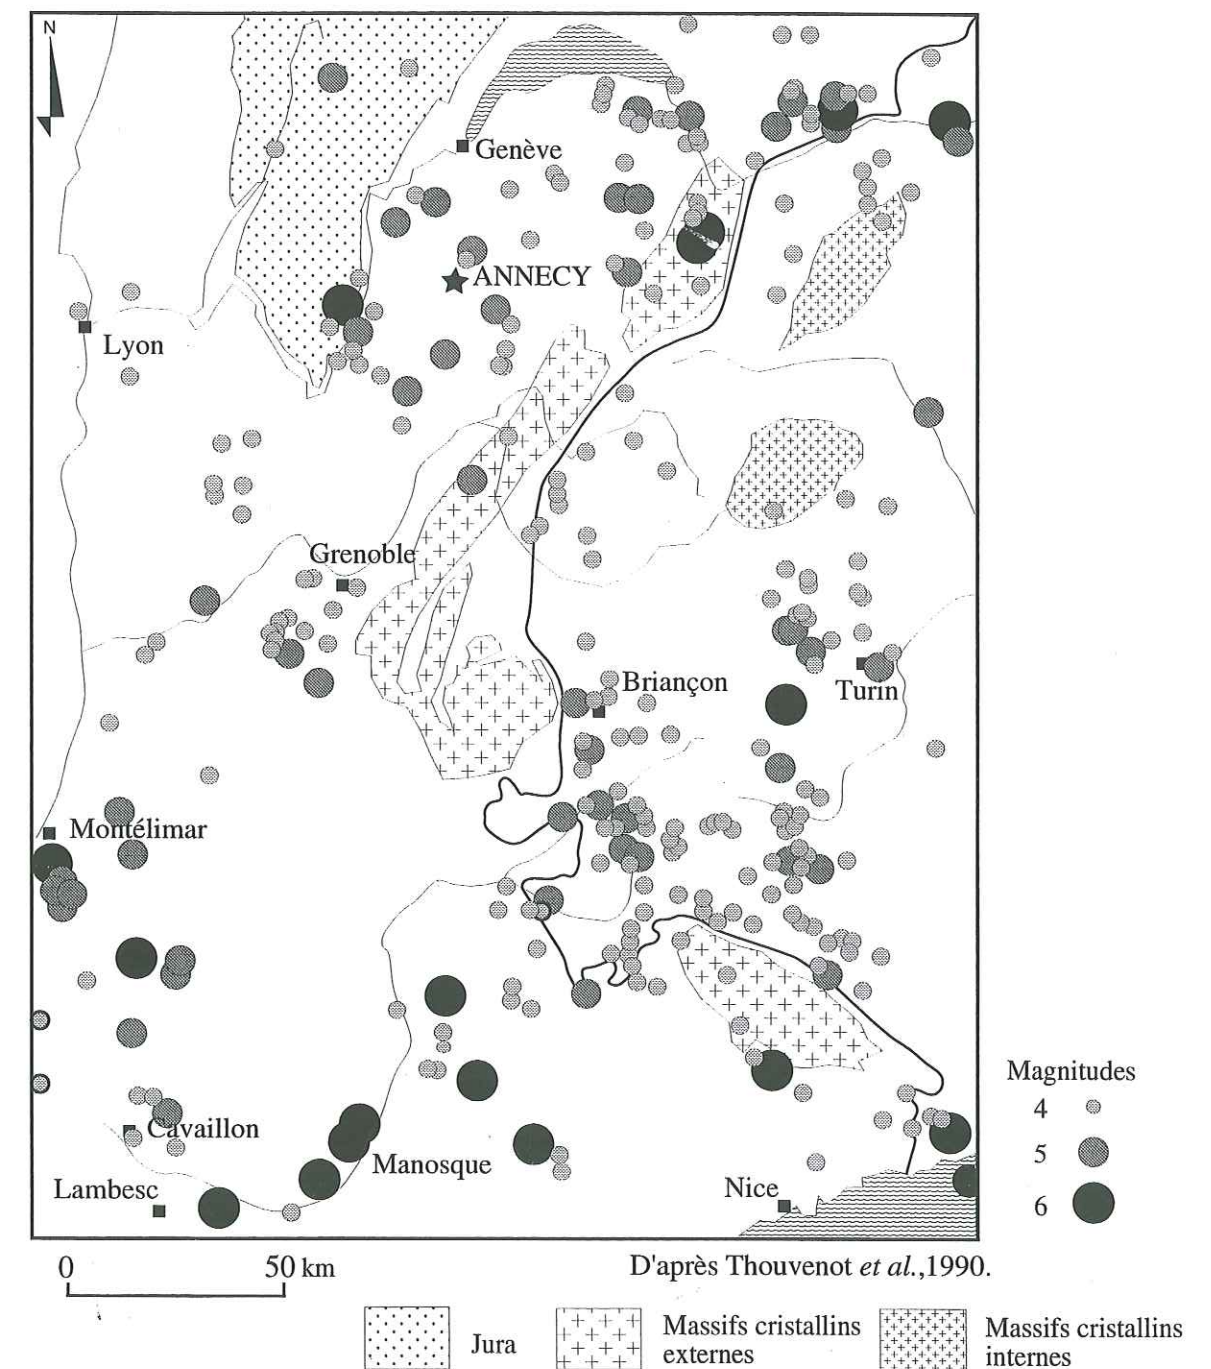 N
Genève
ANNECY
Lyon
Grenoble
Briançon
Turin
Montélimar
Cavaillon
Manosque
Lambesc
Nice
Magnitudes
4
5
6
0 50 km
D'après Thouvenot et al.,1990.
Jura
Massifs cristallins
externes
Massifs cristallins
internes